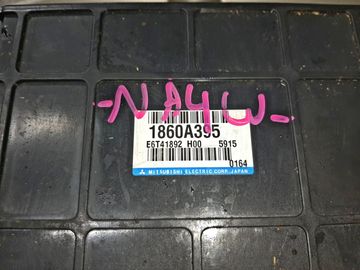 -NA4W-
1860A395
E6T41892 H00 5915
0164
MITSUBISHI ELECTRIC CORP. JAPAN